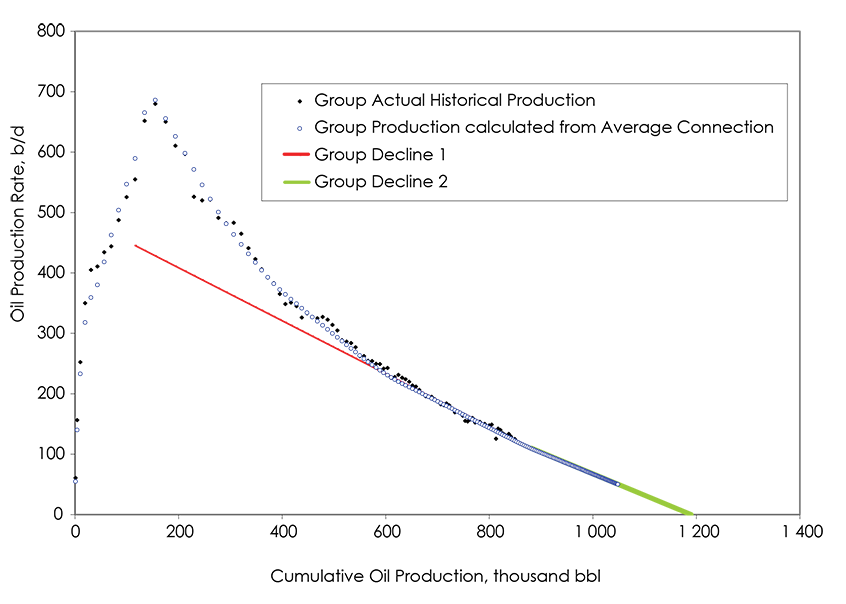 800
700
600
500
400
300
200
100
0
Oil Production Rate, b/d
Group Actual Historical Production
Group Production calculated from Average Connection
Group Decline 1
Group Decline 2
0 200 400 600 800 1 000 1 200 1 400
Cumulative Oil Production, thousand bbl